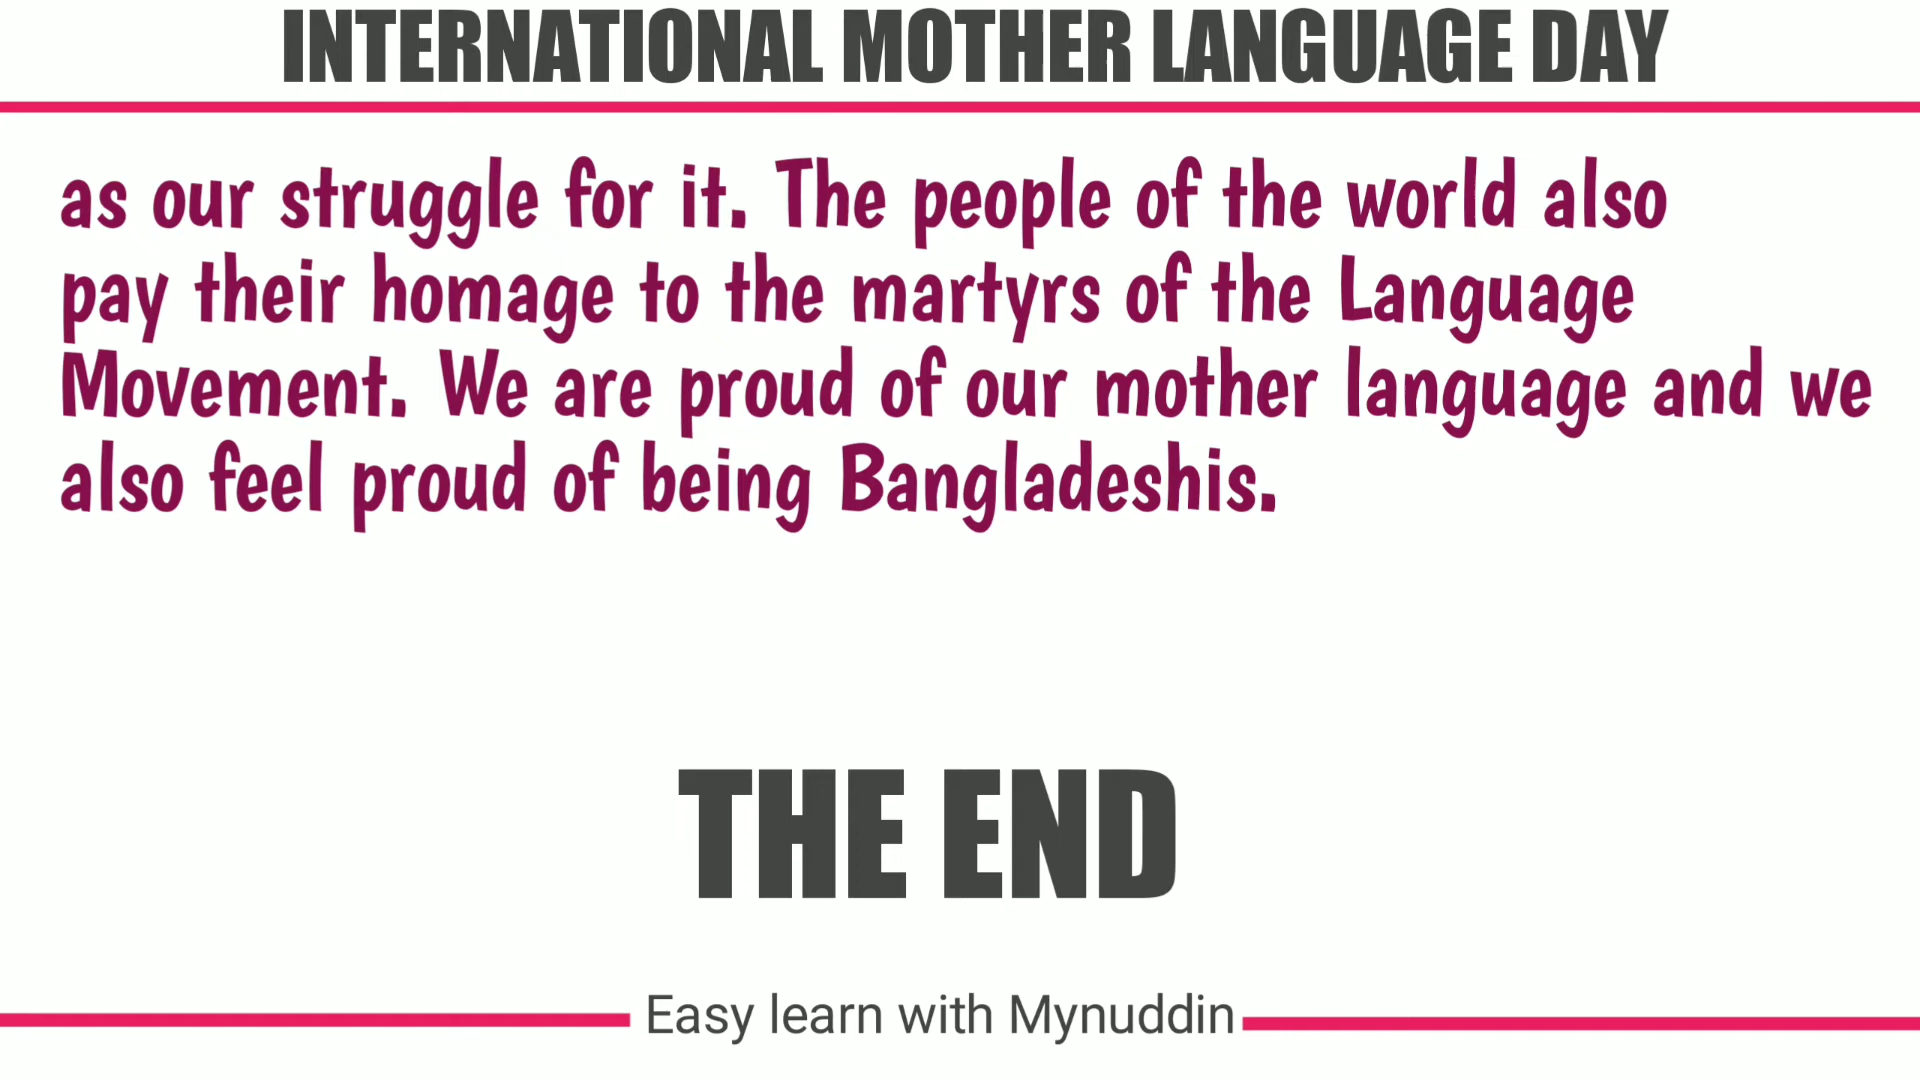 INTERNATIONAL MOTHER LANGUAGE DAY
as our struggle for it. The people of the world also
pay their homage to the martyrs of the Language
Movement. We are proud of our mother language and we
also feel proud of being Bangladeshis.
THE END
Easy learn with Mynuddin